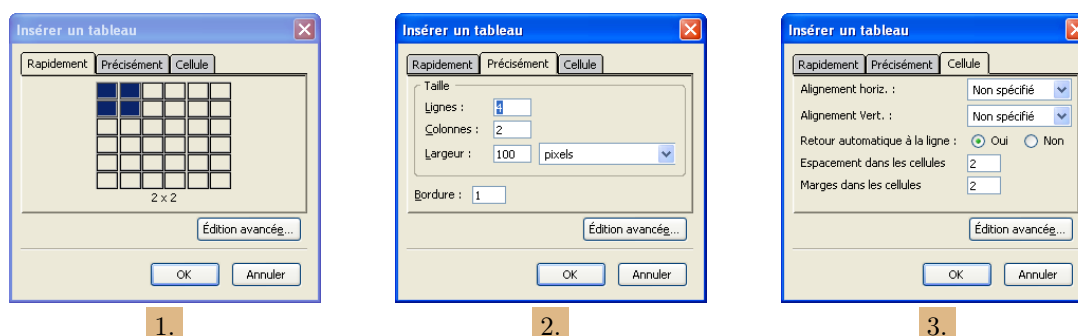 Insérer un tableau
Rapidement Précisément Cellule
2 x 2
Édition avancée...
OK Annuler
1.
Insérer un tableau
Rapidement Précisément Cellule
Taille
Lignes : 4
Colonnes : 2
Largeur : 100 pixels
Bordure : 1
Édition avancée...
OK Annuler
2.
Insérer un tableau
Rapidement Précisément Cellule
Alignement horiz. : Non spécifié
Alignement Vert. : Non spécifié
Retour automatique à la ligne : Oui Non
Espacement dans les cellules 2
Marges dans les cellules 2
Édition avancée...
OK Annuler
3.